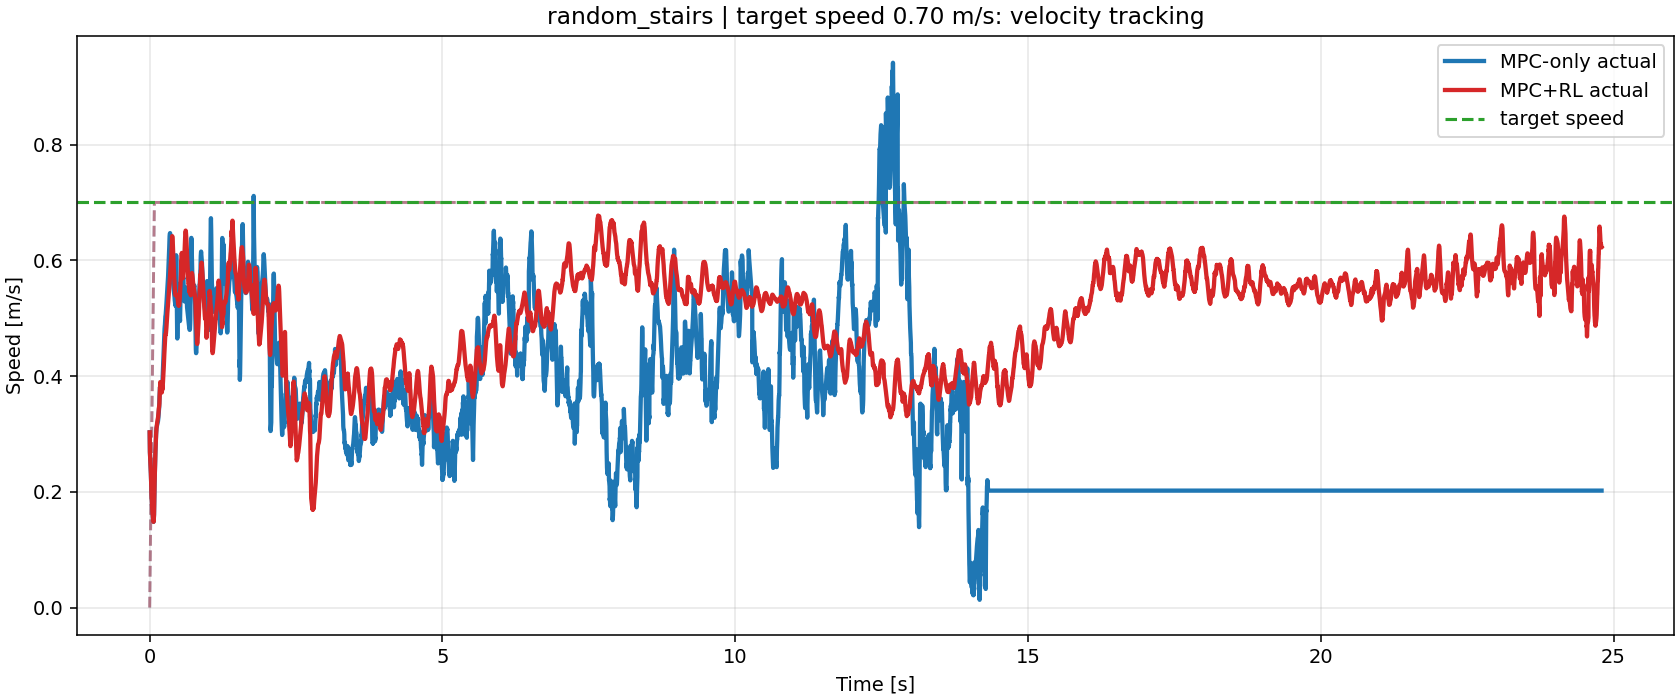 random_stairs | target speed 0.70 m/s: velocity tracking
MPC-only actual
MPC+RL actual
target speed
Speed [m/s]
0.8
0.6
0.4
0.2
0.0
0 5 10 15 20 25
Time [s]